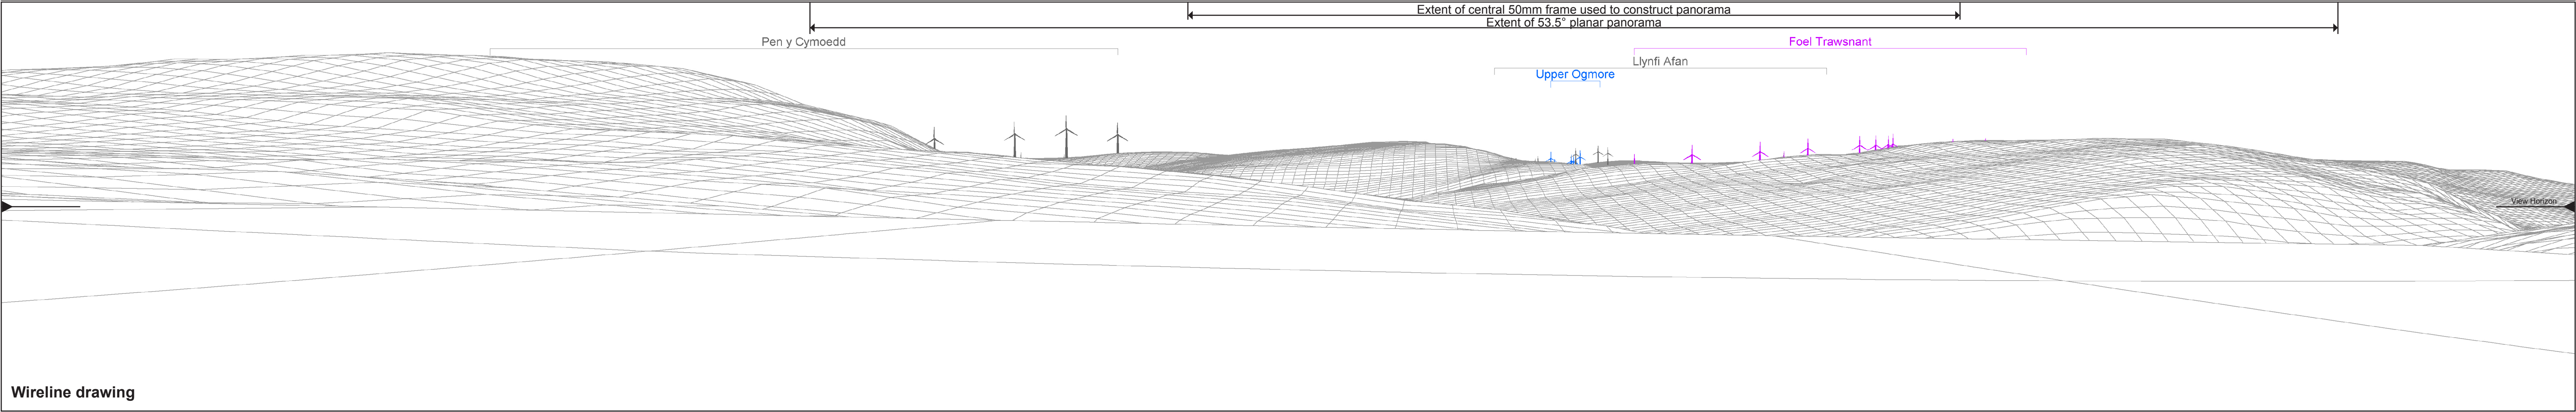 Extent of central 50mm frame used to construct panorama
Extent of 53.5° planar panorama
Pen y Cymoedd
Foel Trawsnant
Llynfi Afan
Upper Ogmore
View Horizon
Wireline drawing